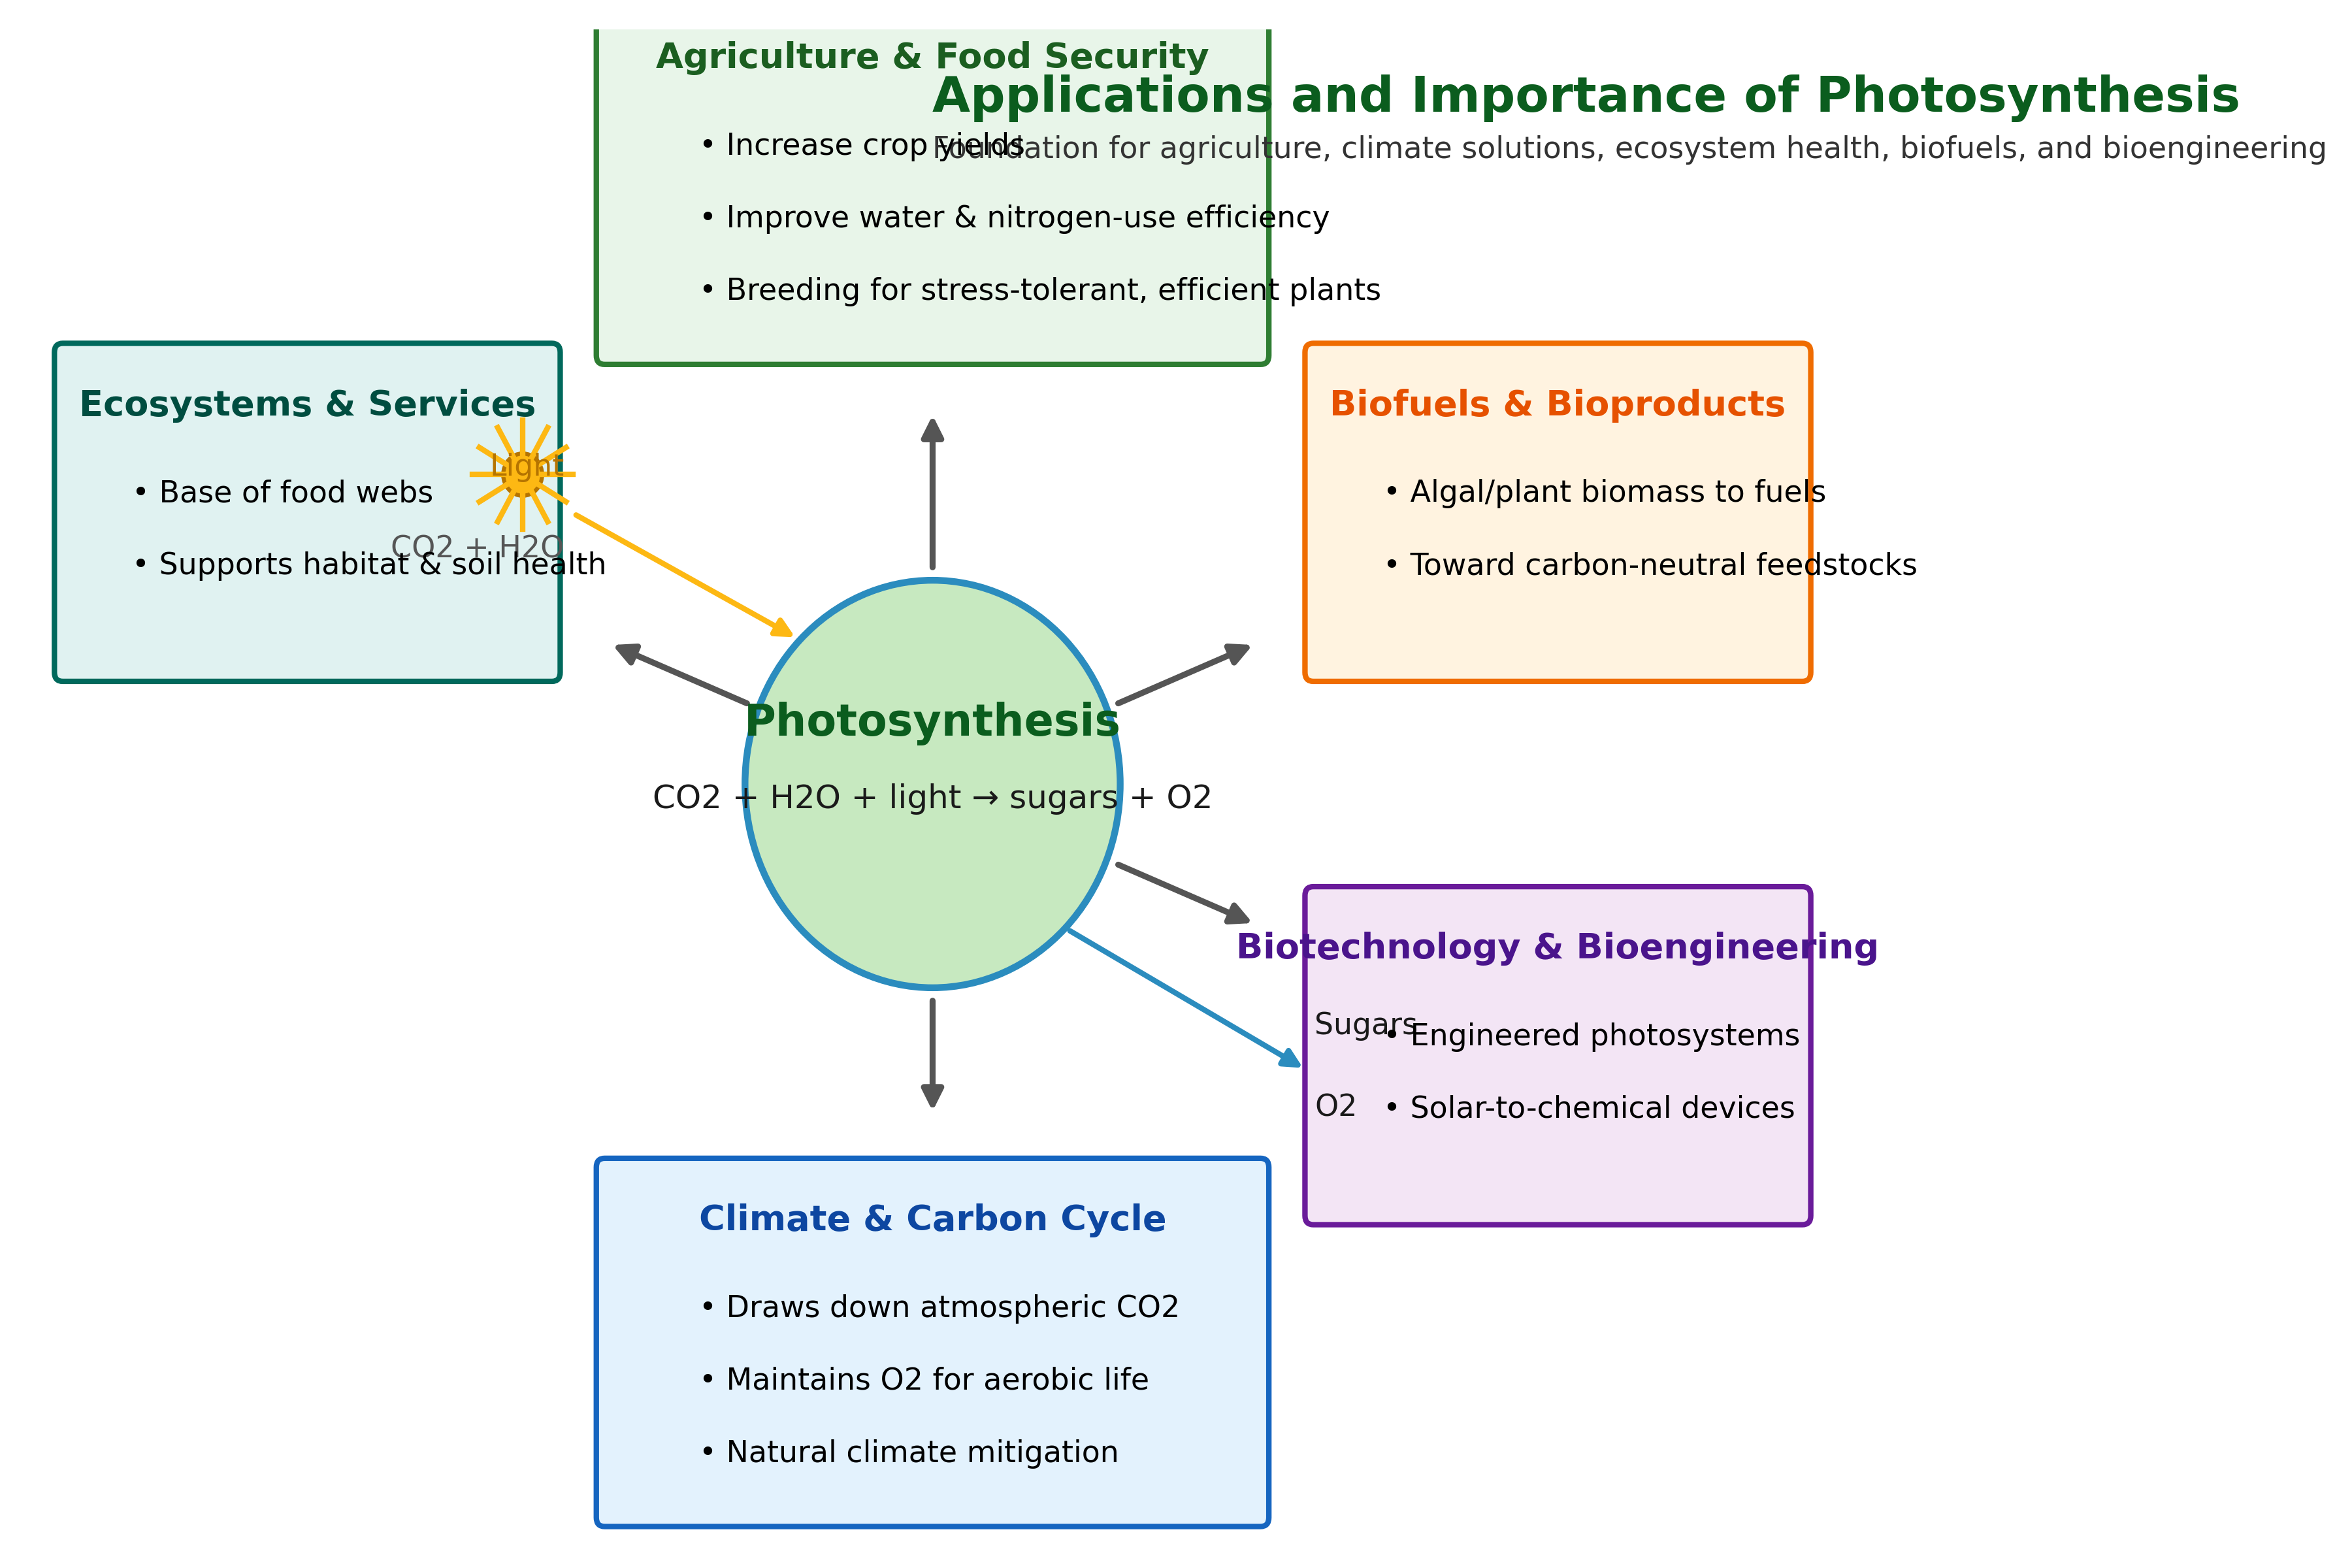 Agriculture & Food Security
Applications and Importance of Photosynthesis
Foundation for agriculture, climate solutions, ecosystem health, biofuels, and bioengineering
• Increase crop yields
• Improve water & nitrogen-use efficiency
• Breeding for stress-tolerant, efficient plants
Ecosystems & Services
Light
• Base of food webs
CO2 + H2O
• Supports habitat & soil health
Biofuels & Bioproducts
• Algal/plant biomass to fuels
• Toward carbon-neutral feedstocks
Photosynthesis
CO2 + H2O + light → sugars + O2
Biotechnology & Bioengineering
Sugars
• Engineered photosystems
O2
• Solar-to-chemical devices
Climate & Carbon Cycle
• Draws down atmospheric CO2
• Maintains O2 for aerobic life
• Natural climate mitigation